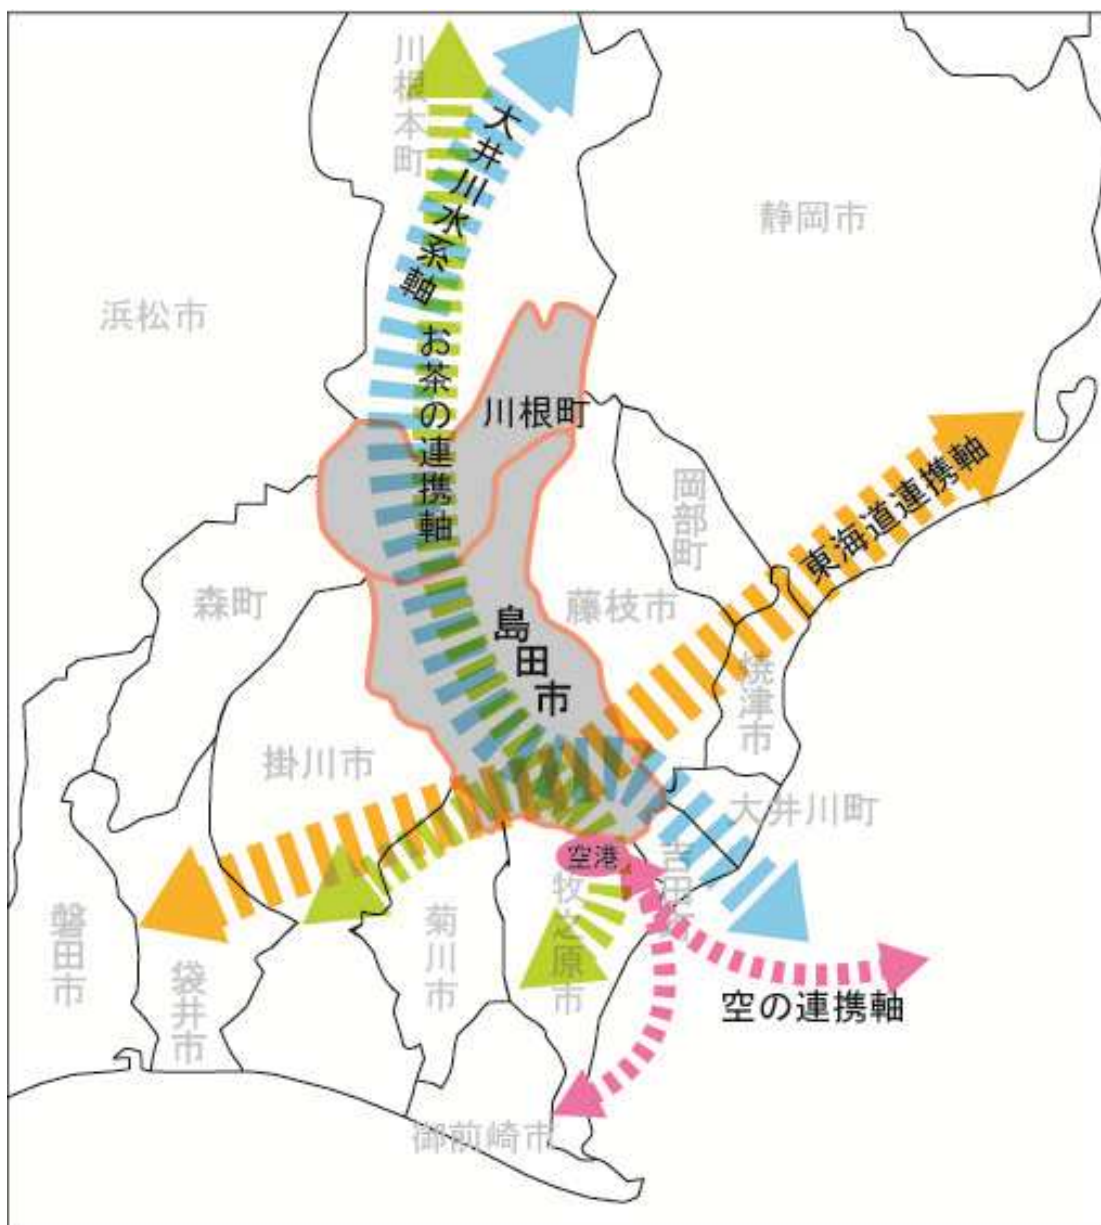 川根本町
大井川水系軸
静岡市
浜松市
お茶の連携軸
川根町
岡部町
東海道連携軸
森町
藤枝市
島田市
焼津市
掛川市
大井川町
空港
吉田町
牧之原市
菊川市
磐田市
袋井市
空の連携軸
御前崎市